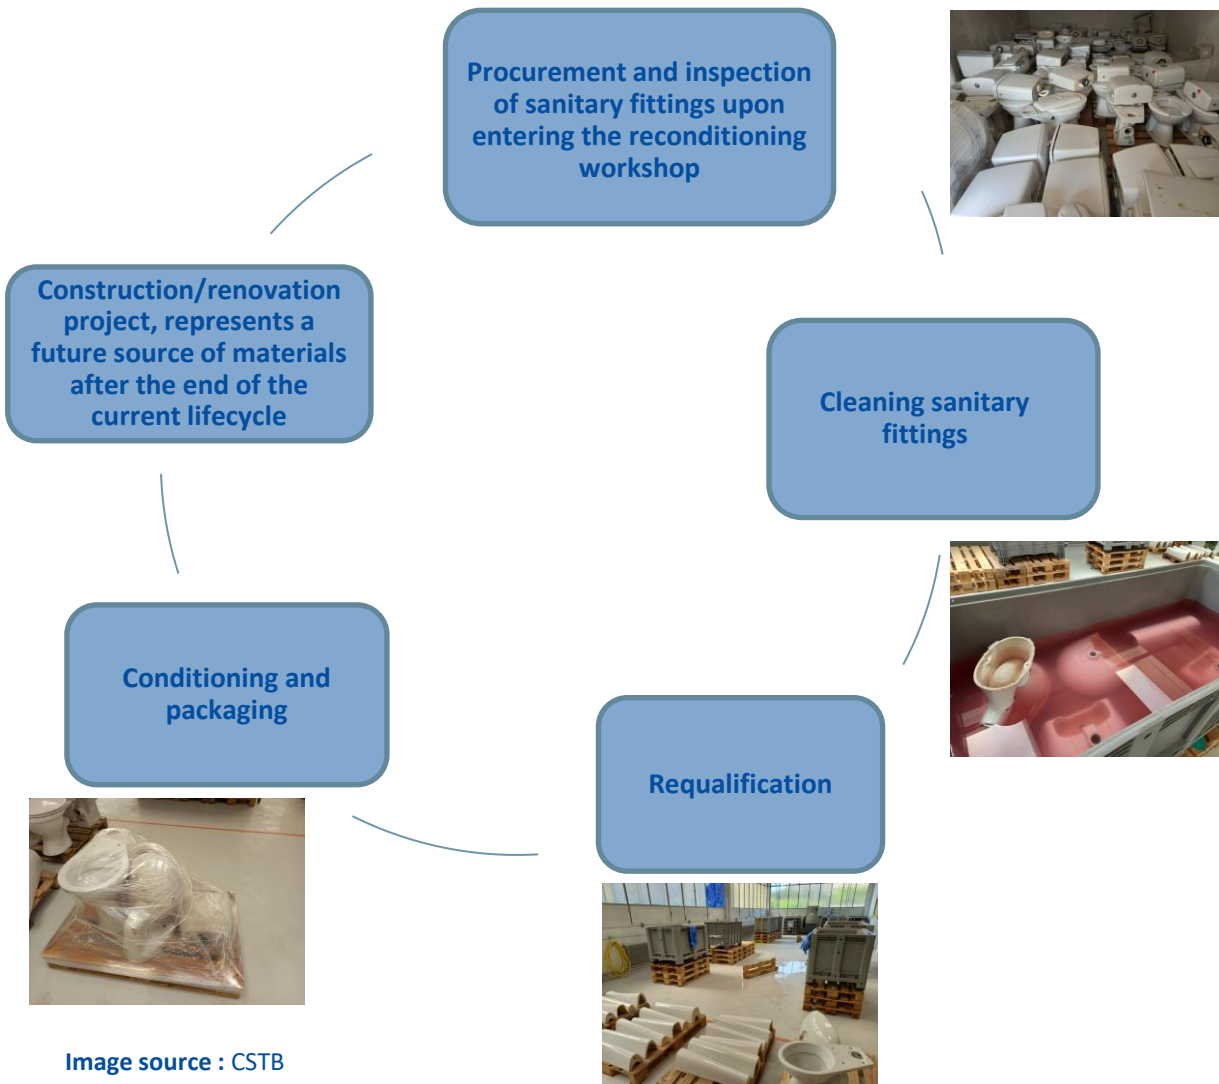 Procurement and inspection
of sanitary fittings upon
entering the reconditioning
workshop
Cleaning sanitary
fittings
Requalification
Conditioning and
packaging
Construction/renovation
project, represents a
future source of materials
after the end of the
current lifecycle
Image source : CSTB